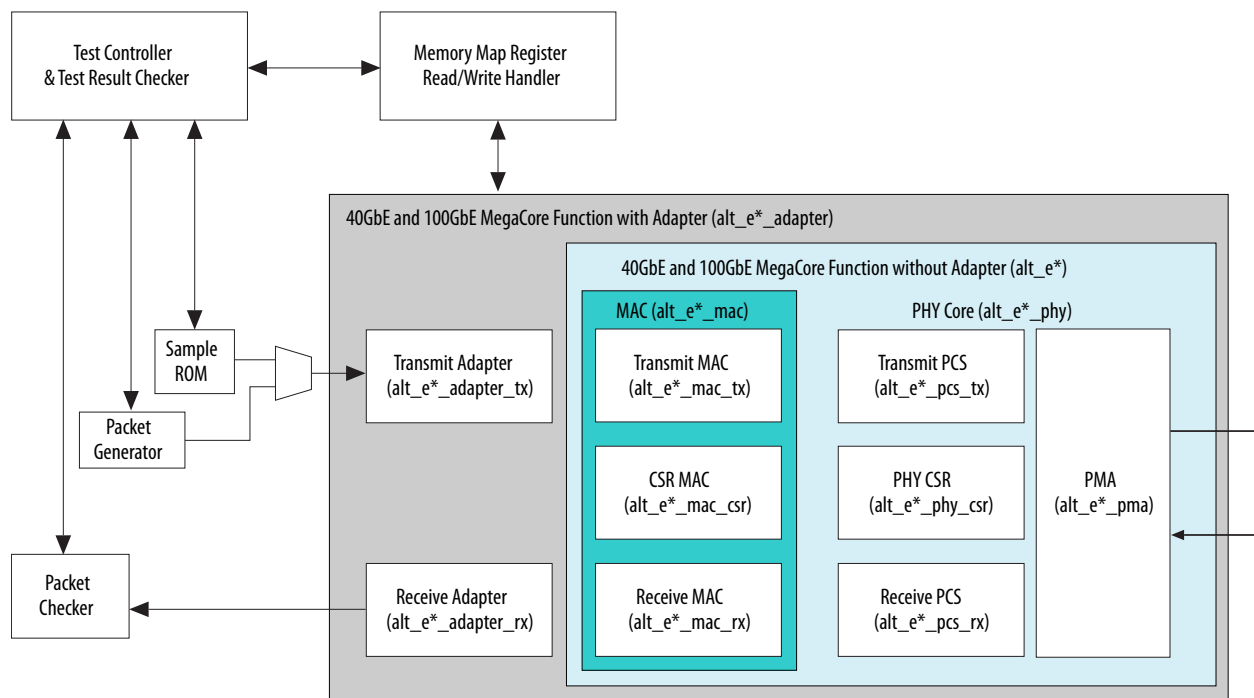 Test Controller
& Test Result Checker
Memory Map Register
Read/Write Handler
40GbE and 100GbE MegaCore Function with Adapter (alt_e*_adapter)
40GbE and 100GbE MegaCore Function without Adapter (alt_e*)
MAC (alt_e*_mac)
PHY Core (alt_e*_phy)
Sample
ROM
Transmit Adapter
(alt_e*_adapter_tx)
Transmit MAC
(alt_e*_mac_tx)
Transmit PCS
(alt_e*_pcs_tx)
Packet
Generator
CSR MAC
(alt_e*_mac_csr)
PHY CSR
(alt_e*_phy_csr)
PMA
(alt_e*_pma)
Packet
Checker
Receive Adapter
(alt_e*_adapter_rx)
Receive MAC
(alt_e*_mac_rx)
Receive PCS
(alt_e*_pcs_rx)